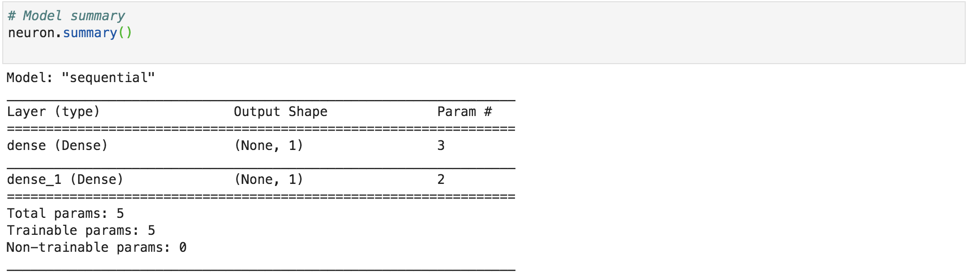 # Model summary
neuron.summary()
Model: "sequential"
Layer (type) Output Shape Param #
dense (Dense) (None, 1) 3
dense_1 (Dense) (None, 1) 2
Total params: 5
Trainable params: 5
Non-trainable params: 0